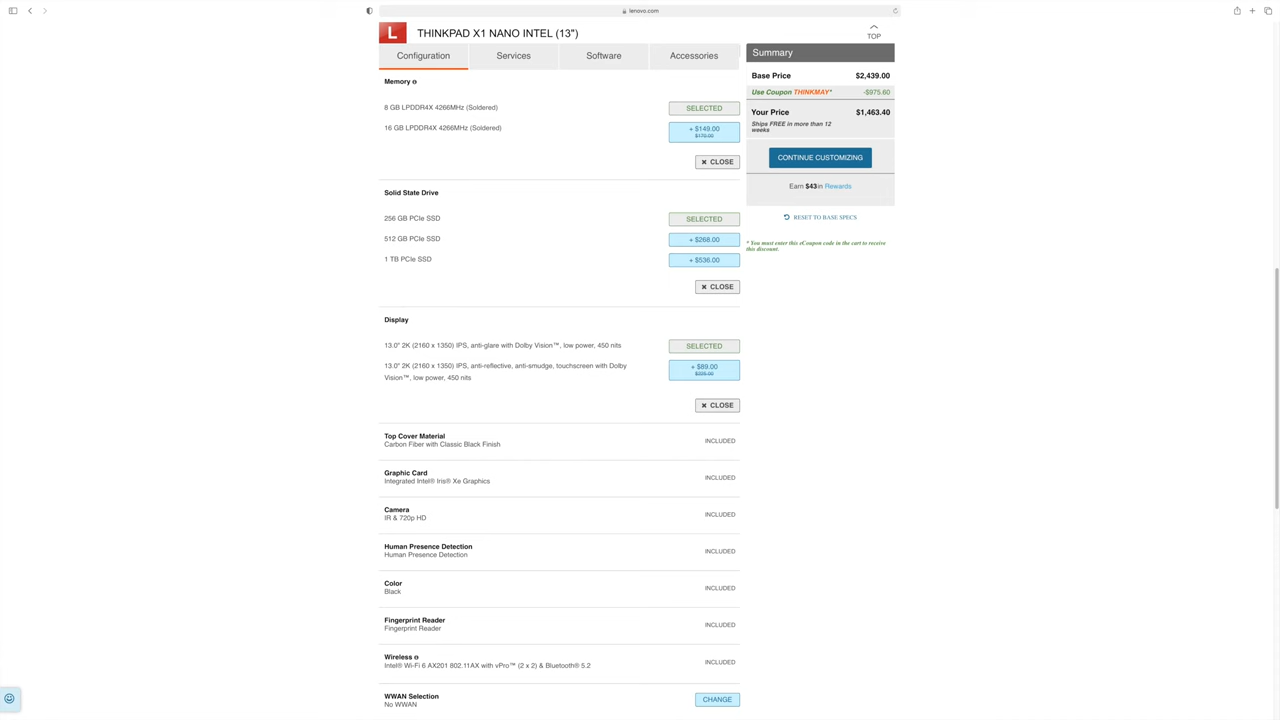 lenovo.com
L
THINKPAD X1 NANO INTEL (13")
TOP
Configuration
Services
Software
Accessories
Summary
Memory
8 GB LPDDR4X 4266MHz (Soldered)
SELECTED
16 GB LPDDR4X 4266MHz (Soldered)
+ $149.00
$170.00
CLOSE
Base Price $2,439.00
Use Coupon THINKMAY* -$975.60
Your Price $1,463.40
Ships FREE in more than 12
weeks
CONTINUE CUSTOMIZING
Earn $43 in Rewards
RESET TO BASE SPECS
* You must enter this eCoupon code in the cart to receive
this discount.
Solid State Drive
256 GB PCIe SSD
SELECTED
512 GB PCIe SSD
+ $268.00
1 TB PCIe SSD
+ $536.00
CLOSE
Display
13.0" 2K (2160 x 1350) IPS, anti-glare with Dolby Vision™, low power, 450 nits
SELECTED
13.0" 2K (2160 x 1350) IPS, anti-reflective, anti-smudge, touchscreen with Dolby
Vision™, low power, 450 nits
+ $89.00
CLOSE
Top Cover Material
Carbon Fiber with Classic Black Finish
INCLUDED
Graphic Card
Integrated Intel® Iris® Xe Graphics
INCLUDED
Camera
IR & 720p HD
INCLUDED
Human Presence Detection
Human Presence Detection
INCLUDED
Color
Black
INCLUDED
Fingerprint Reader
Fingerprint Reader
INCLUDED
Wireless
Intel® Wi-Fi 6 AX201 802.11AX with vPro™ (2 x 2) & Bluetooth® 5.2
INCLUDED
WWAN Selection
No WWAN
CHANGE